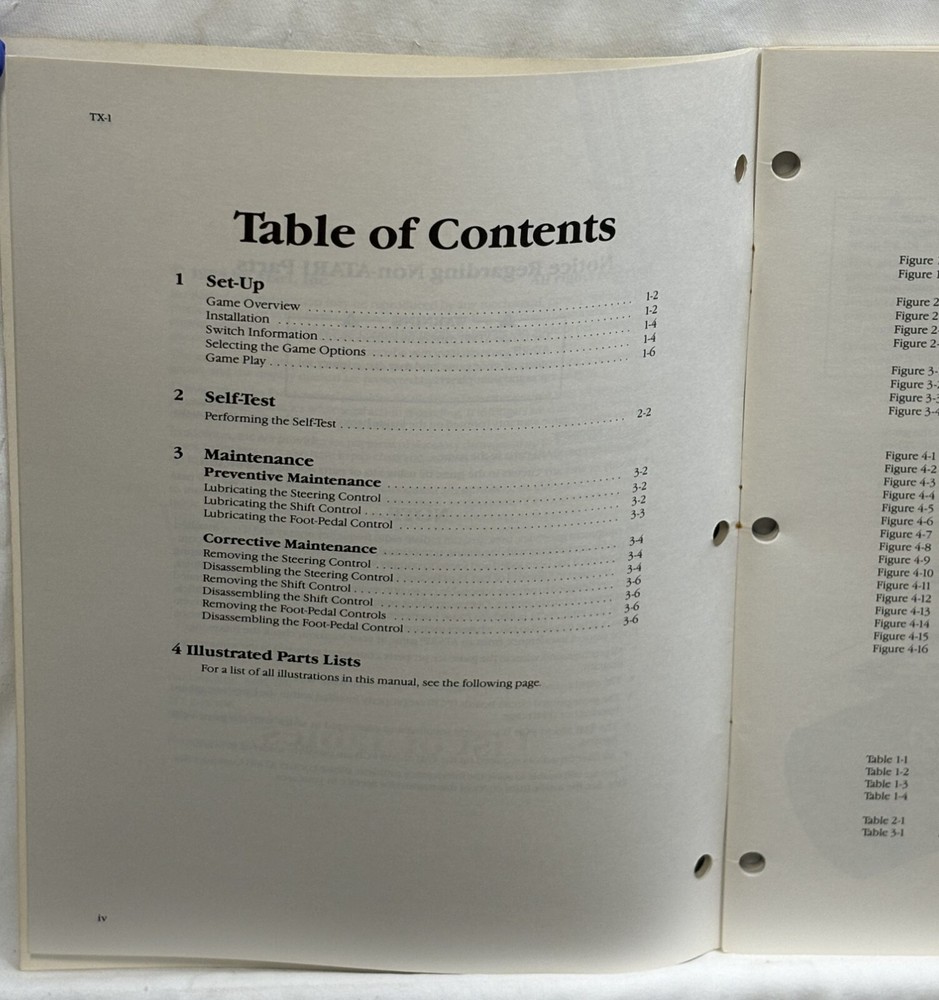 TX-1
Table of Contents
1 Set-Up
Game Overview . . . . . . . . . . 1-2
Installation . . . . . . . . . . 1-2
Switch Information . . . . . . . . . . 1-4
Selecting the Game Options . . . . . . . . . . 1-4
Game Play . . . . . . . . . . 1-6
2 Self-Test
Performing the Self-Test . . . . . . . . . . 2-2
3 Maintenance
Preventive Maintenance . . . . . . . . . . 3-2
Lubricating the Steering Control . . . . . . . . . . 3-2
Lubricating the Shift Control . . . . . . . . . . 3-2
Lubricating the Foot-Pedal Control . . . . . . . . . . 3-3
Corrective Maintenance . . . . . . . . . . 3-4
Removing the Steering Control . . . . . . . . . . 3-4
Disassembling the Steering Control . . . . . . . . . . 3-4
Removing the Shift Control . . . . . . . . . . 3-6
Disassembling the Shift Control . . . . . . . . . . 3-6
Removing the Foot-Pedal Controls . . . . . . . . . . 3-6
Disassembling the Foot-Pedal Control . . . . . . . . . . 3-6
4 Illustrated Parts Lists
For a list of all illustrations in this manual, see the following page.
iv
Figure
Figure 1
Figure 2
Figure 2
Figure 2-
Figure 2-
Figure 3-
Figure 3-2
Figure 3-3
Figure 3-4
Figure 4-1
Figure 4-2
Figure 4-3
Figure 4-4
Figure 4-5
Figure 4-6
Figure 4-7
Figure 4-8
Figure 4-9
Figure 4-10
Figure 4-11
Figure 4-12
Figure 4-13
Figure 4-14
Figure 4-15
Figure 4-16
Table 1-1
Table 1-2
Table 1-3
Table 1-4
Table 2-1
Table 3-1